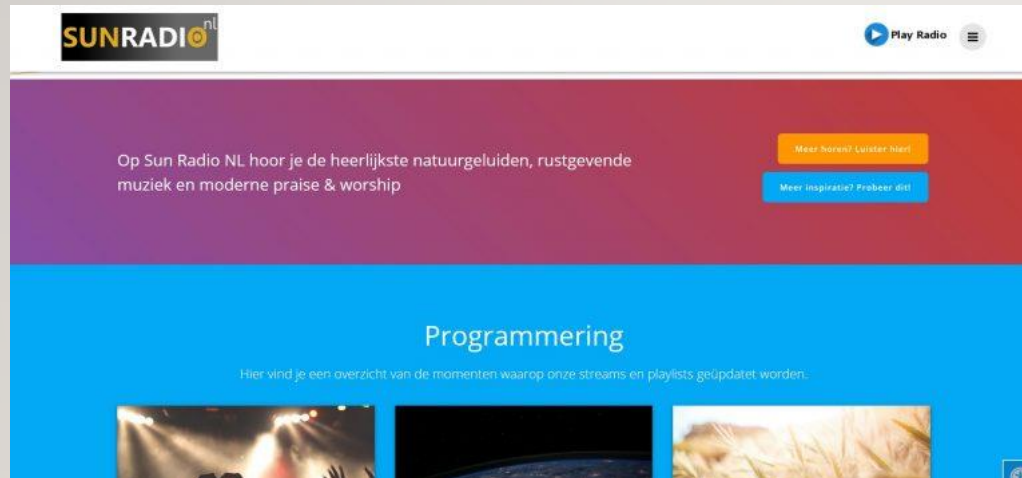 SUNRADIO nl
Play Radio
Op Sun Radio NL hoor je de heerlijkste natuurgeluiden, rustgevende
muziek en moderne praise & worship
Meer horen? Luister hier!
Meer inspiratie? Probeer dit!
Programmering
Hier vind je een overzicht van de momenten waarop onze streams en playlists geüpdatet worden.